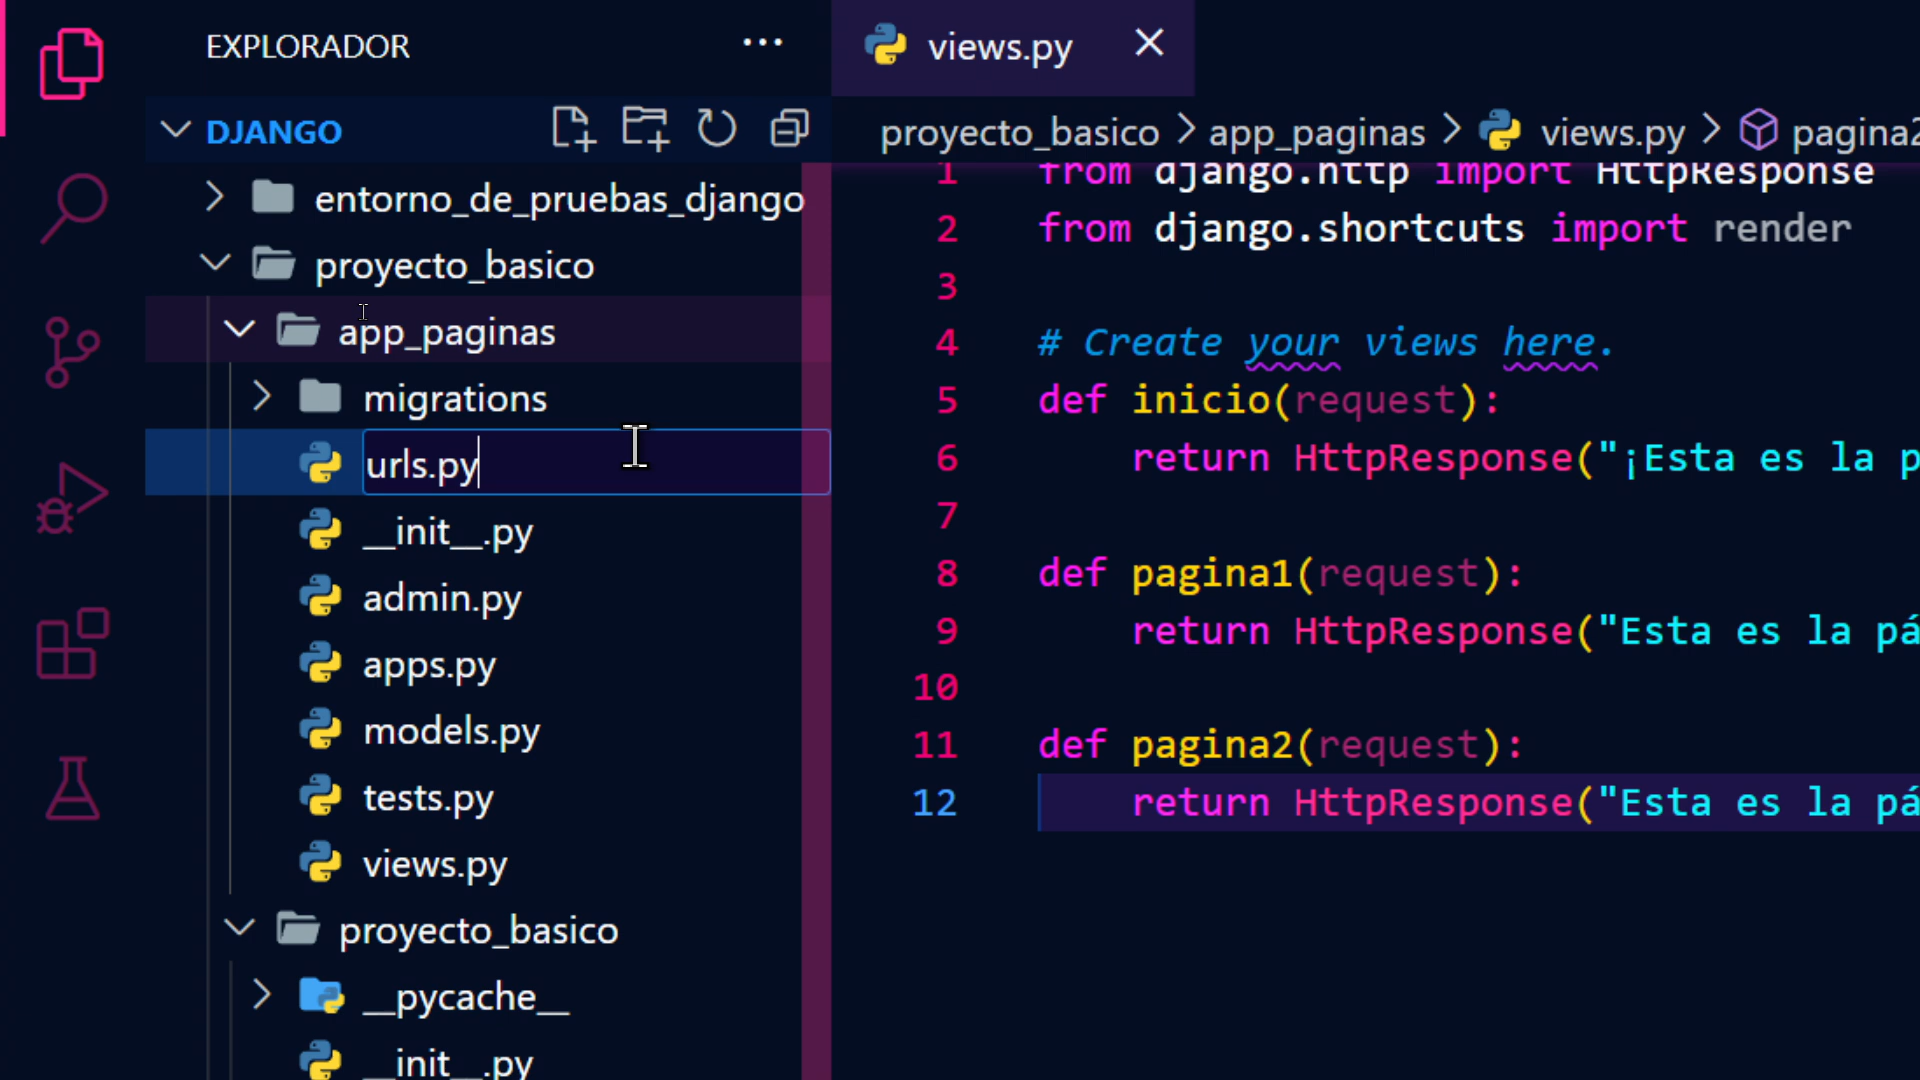 EXPLORADOR
DJANGO
entorno_de_pruebas_django
proyecto_basico
app_paginas
migrations
urls.py
__init__.py
admin.py
apps.py
models.py
tests.py
views.py
proyecto_basico
__pycache__
__init__.py
views.py
proyecto_basico > app_paginas > views.py > pagina2
1 from django.http import HttpResponse
2 from django.shortcuts import render
3
4 # Create your views here.
5 def inicio(request):
6 return HttpResponse("¡Esta es la p
7
8 def pagina1(request):
9 return HttpResponse("Esta es la pá
10
11 def pagina2(request):
12 return HttpResponse("Esta es la pá